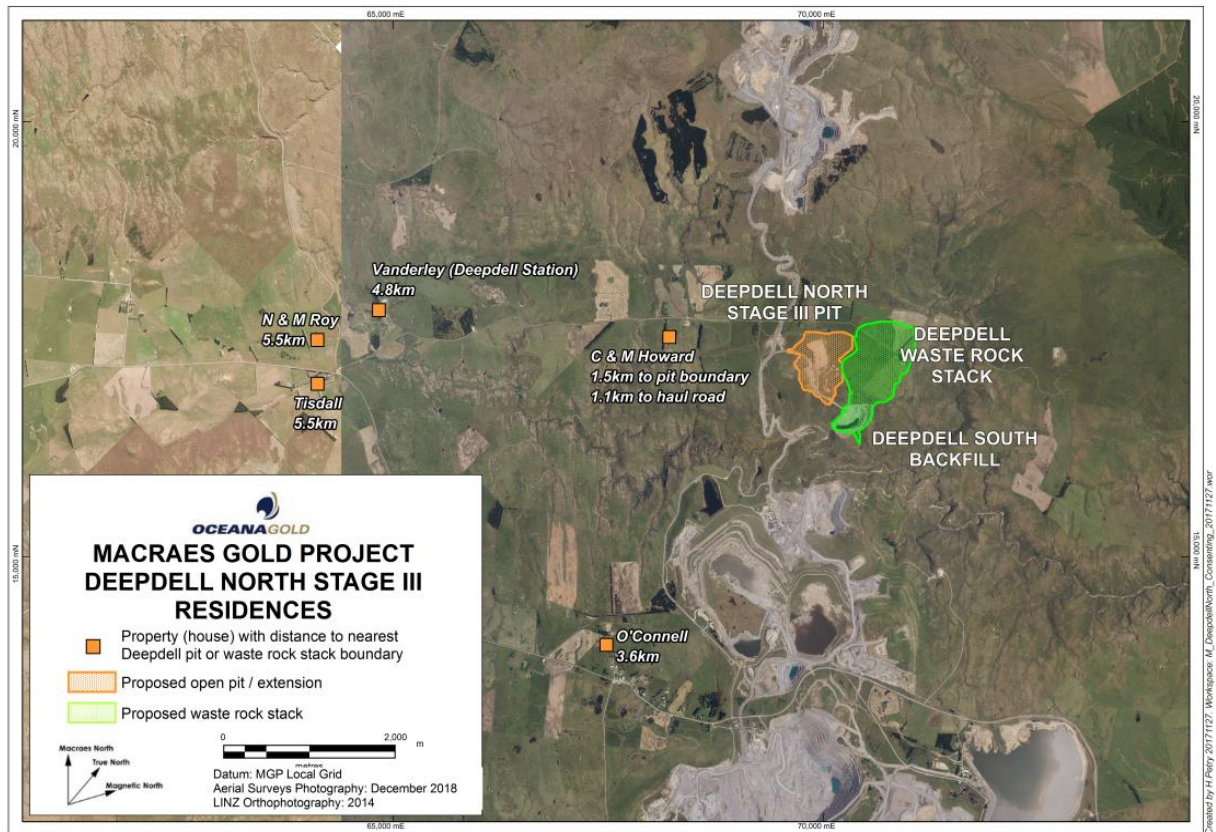 65,000 mE
70,000 mE
20,000 mN
20,000 mN
Vanderley (Deepdell Station)
4.8km
N & M Roy
5.5km
Tisdall
5.5km
C & M Howard
1.5km to pit boundary
1.1km to haul road
DEEPDELL NORTH
STAGE III PIT
DEEPDELL
WASTE ROCK
STACK
DEEPDELL SOUTH
BACKFILL
O'Connell
3.6km
15,000 mN
15,000 mN
OCEANAGOLD
MACRAES GOLD PROJECT
DEEPDELL NORTH STAGE III
RESIDENCES
Property (house) with distance to nearest
Deepdell pit or waste rock stack boundary
Proposed open pit / extension
Proposed waste rock stack
Macraes North
True North
Magnetic North
0
2,000
m
metres
Datum: MGP Local Grid
Aerial Surveys Photography: December 2018
LINZ Orthophotography: 2014
65,000 mE
70,000 mE
Created by H.Petry 20171127. Workspace: M_DeepdellNorth_Consenting_20171127.wor